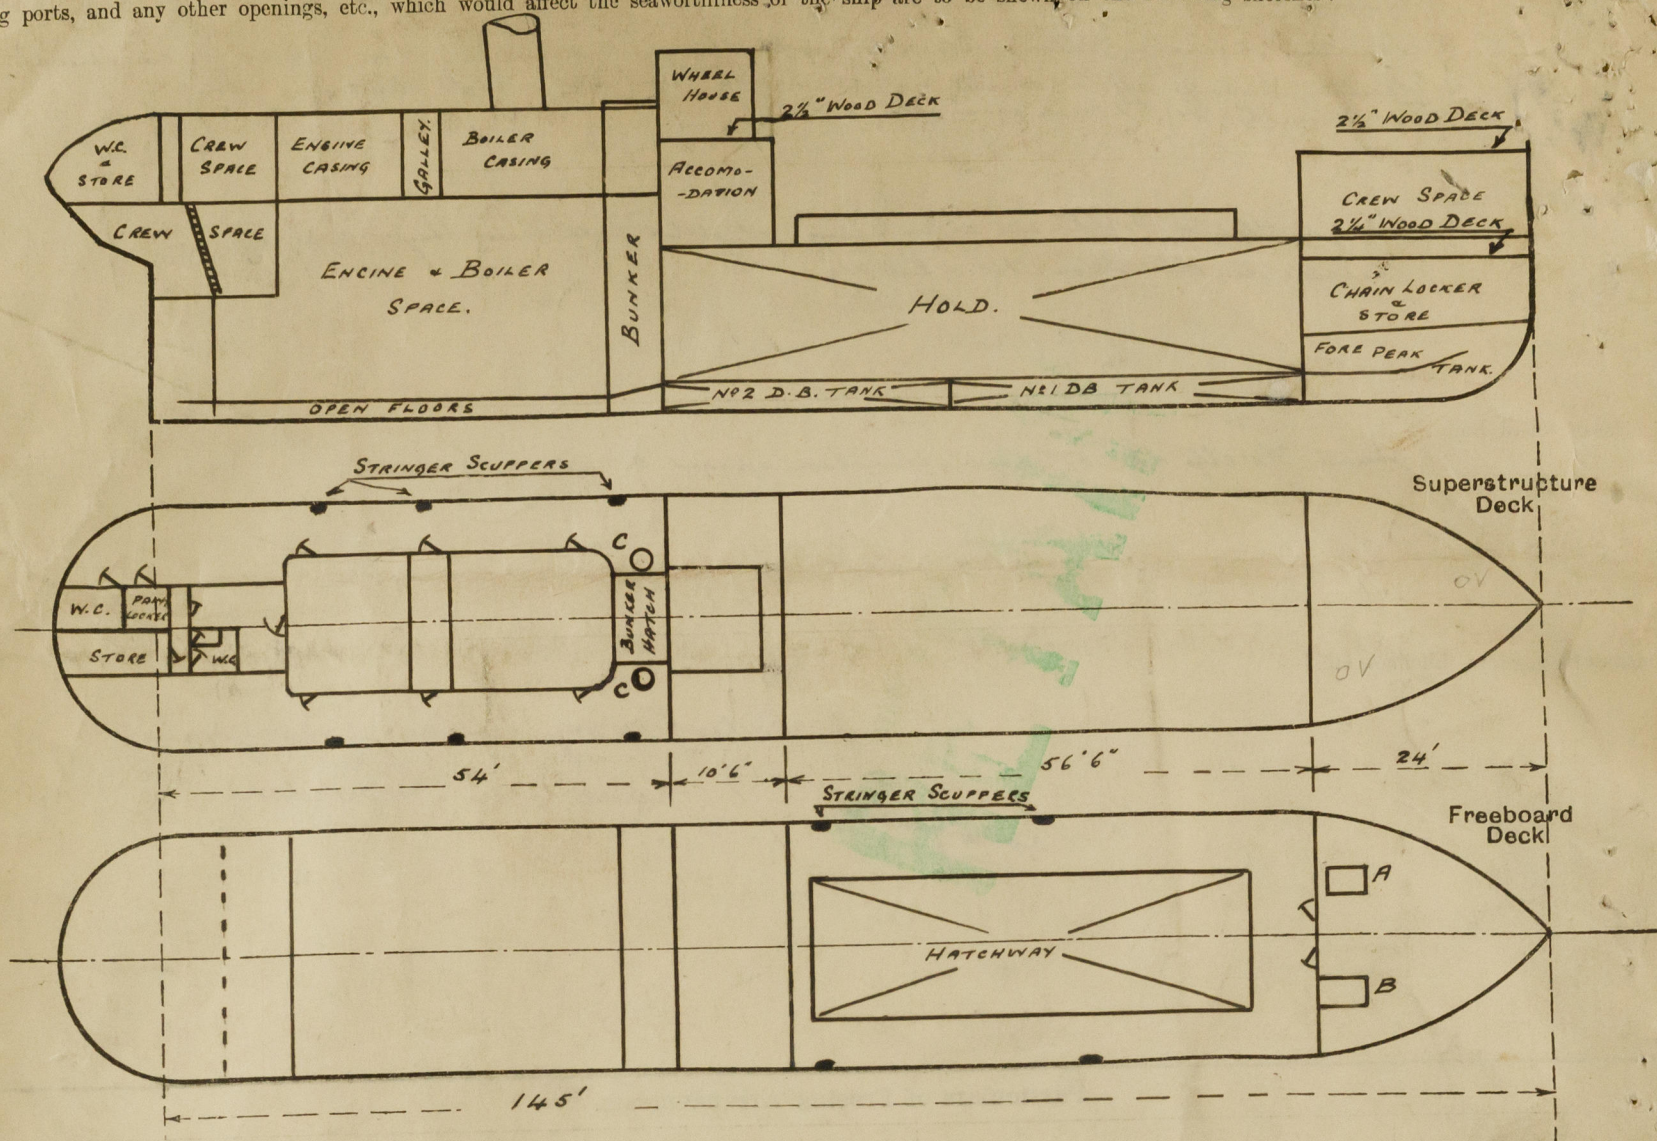 g ports, and any other openings, etc., which would affect the seaworthiness of the ship are to be shown
WHEEL
HOUSE
2½" WOOD DECK
2½" WOOD DECK
W.C.
&
STORE
CREW
SPACE
ENGINE
CASING
GALLEY.
BOILER
CASING
ACCOMO-
-DATION
CREW SPACE
2¼" WOOD DECK
CREW SPACE
ENGINE & BOILER
SPACE.
BUNKER
HOLD.
CHAIN LOCKER
&
STORE
FORE PEAK
TANK.
OPEN FLOORS
Nº2 D.B. TANK
Nº1 DB TANK
STRINGER SCUPPERS
Superstructure
Deck
C
W.C.
PAINT
LOCKER
BUNKER
HATCH
STORE
W.C
C
OV
OV
54'
10'6"
56'6"
24'
STRINGER SCUPPERS
Freeboard
Deck
A
HATCHWAY
B
145'